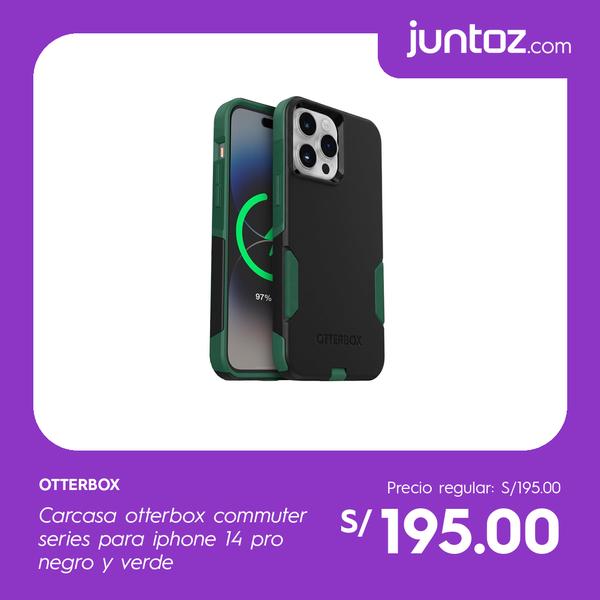 juntoz.com
97%
OTTERBOX
OTTERBOX
Carcasa otterbox commuter
series para iphone 14 pro
negro y verde
Precio regular: S/195.00
S/195.00